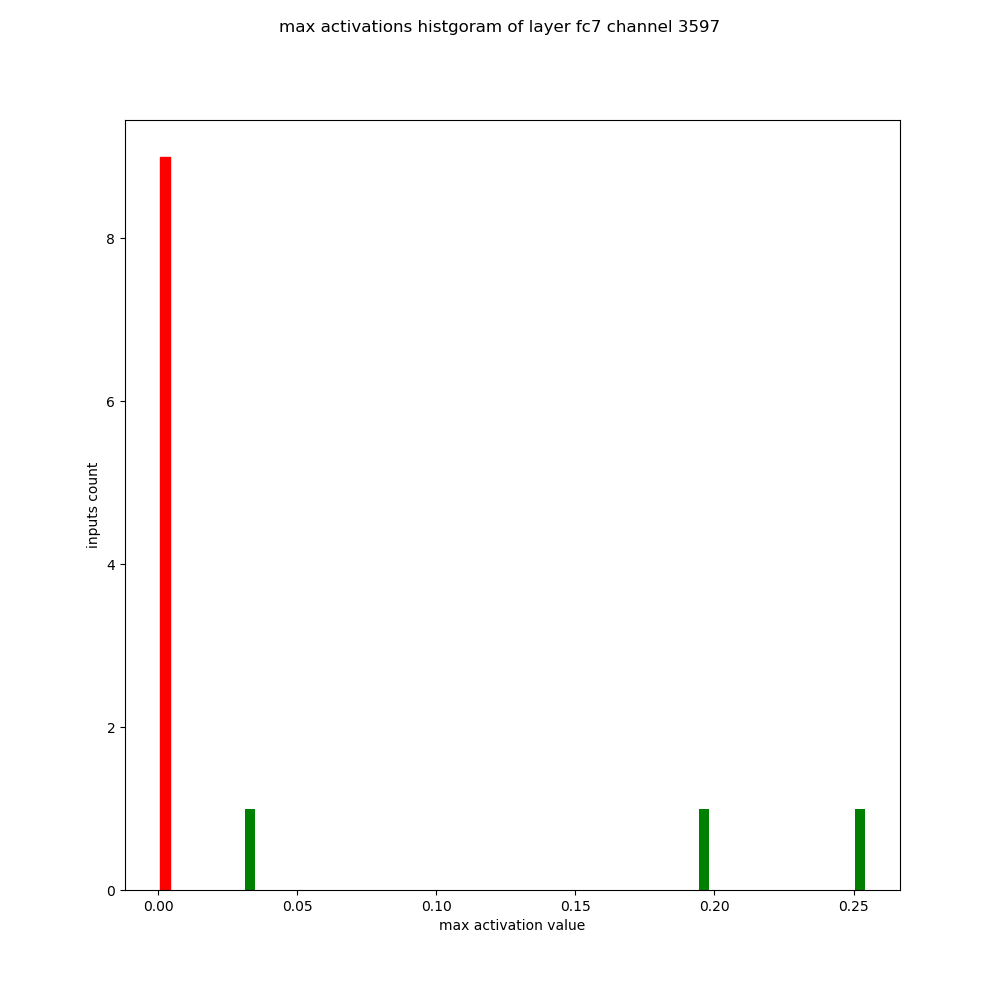 max activations histgoram of layer fc7 channel 3597
8
6
4
2
0
inputs count
0.00 0.05 0.10 0.15 0.20 0.25
max activation value